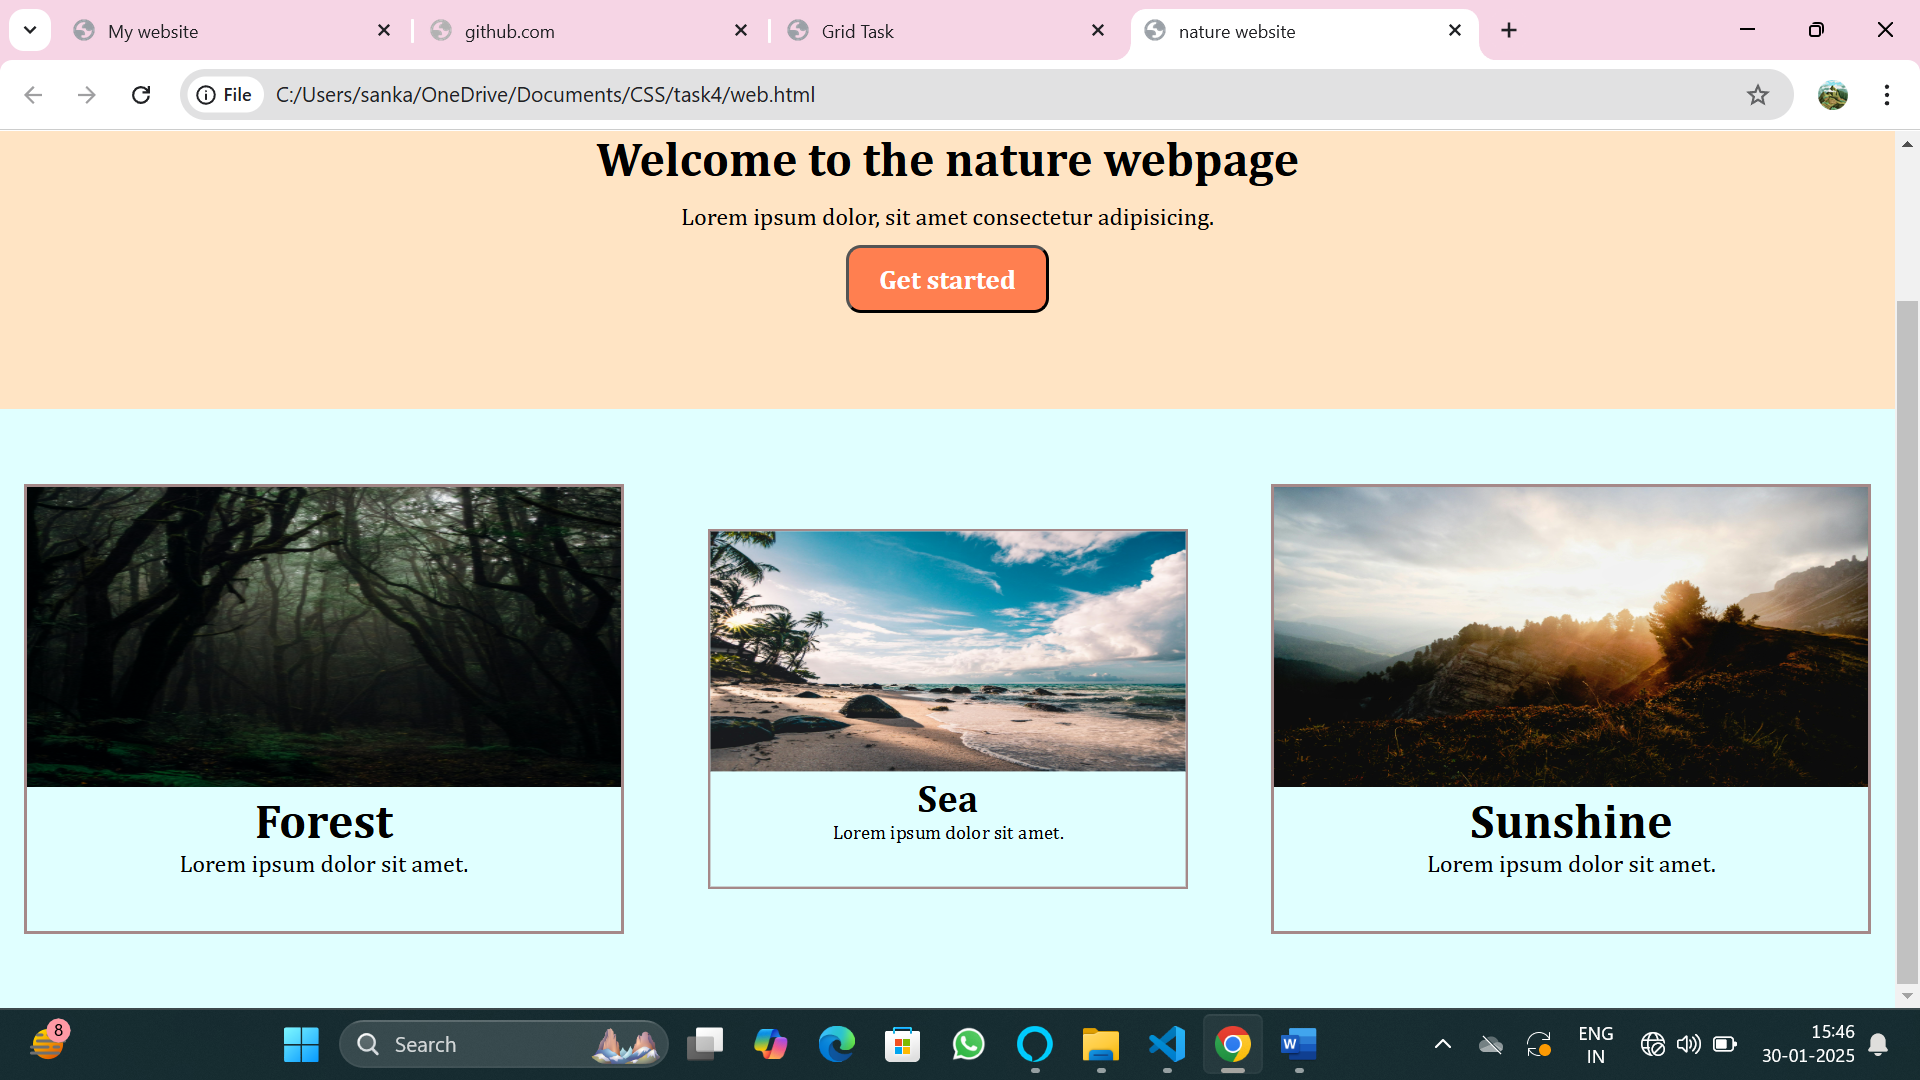 My website
github.com
Grid Task
nature website
File
C:/Users/sanka/OneDrive/Documents/CSS/task4/web.html
Welcome to the nature webpage
Lorem ipsum dolor, sit amet consectetur adipisicing.
Get started
Forest
Lorem ipsum dolor sit amet.
Sea
Lorem ipsum dolor sit amet.
Sunshine
Lorem ipsum dolor sit amet.
8
Search
W
ENG
IN
15:46
30-01-2025